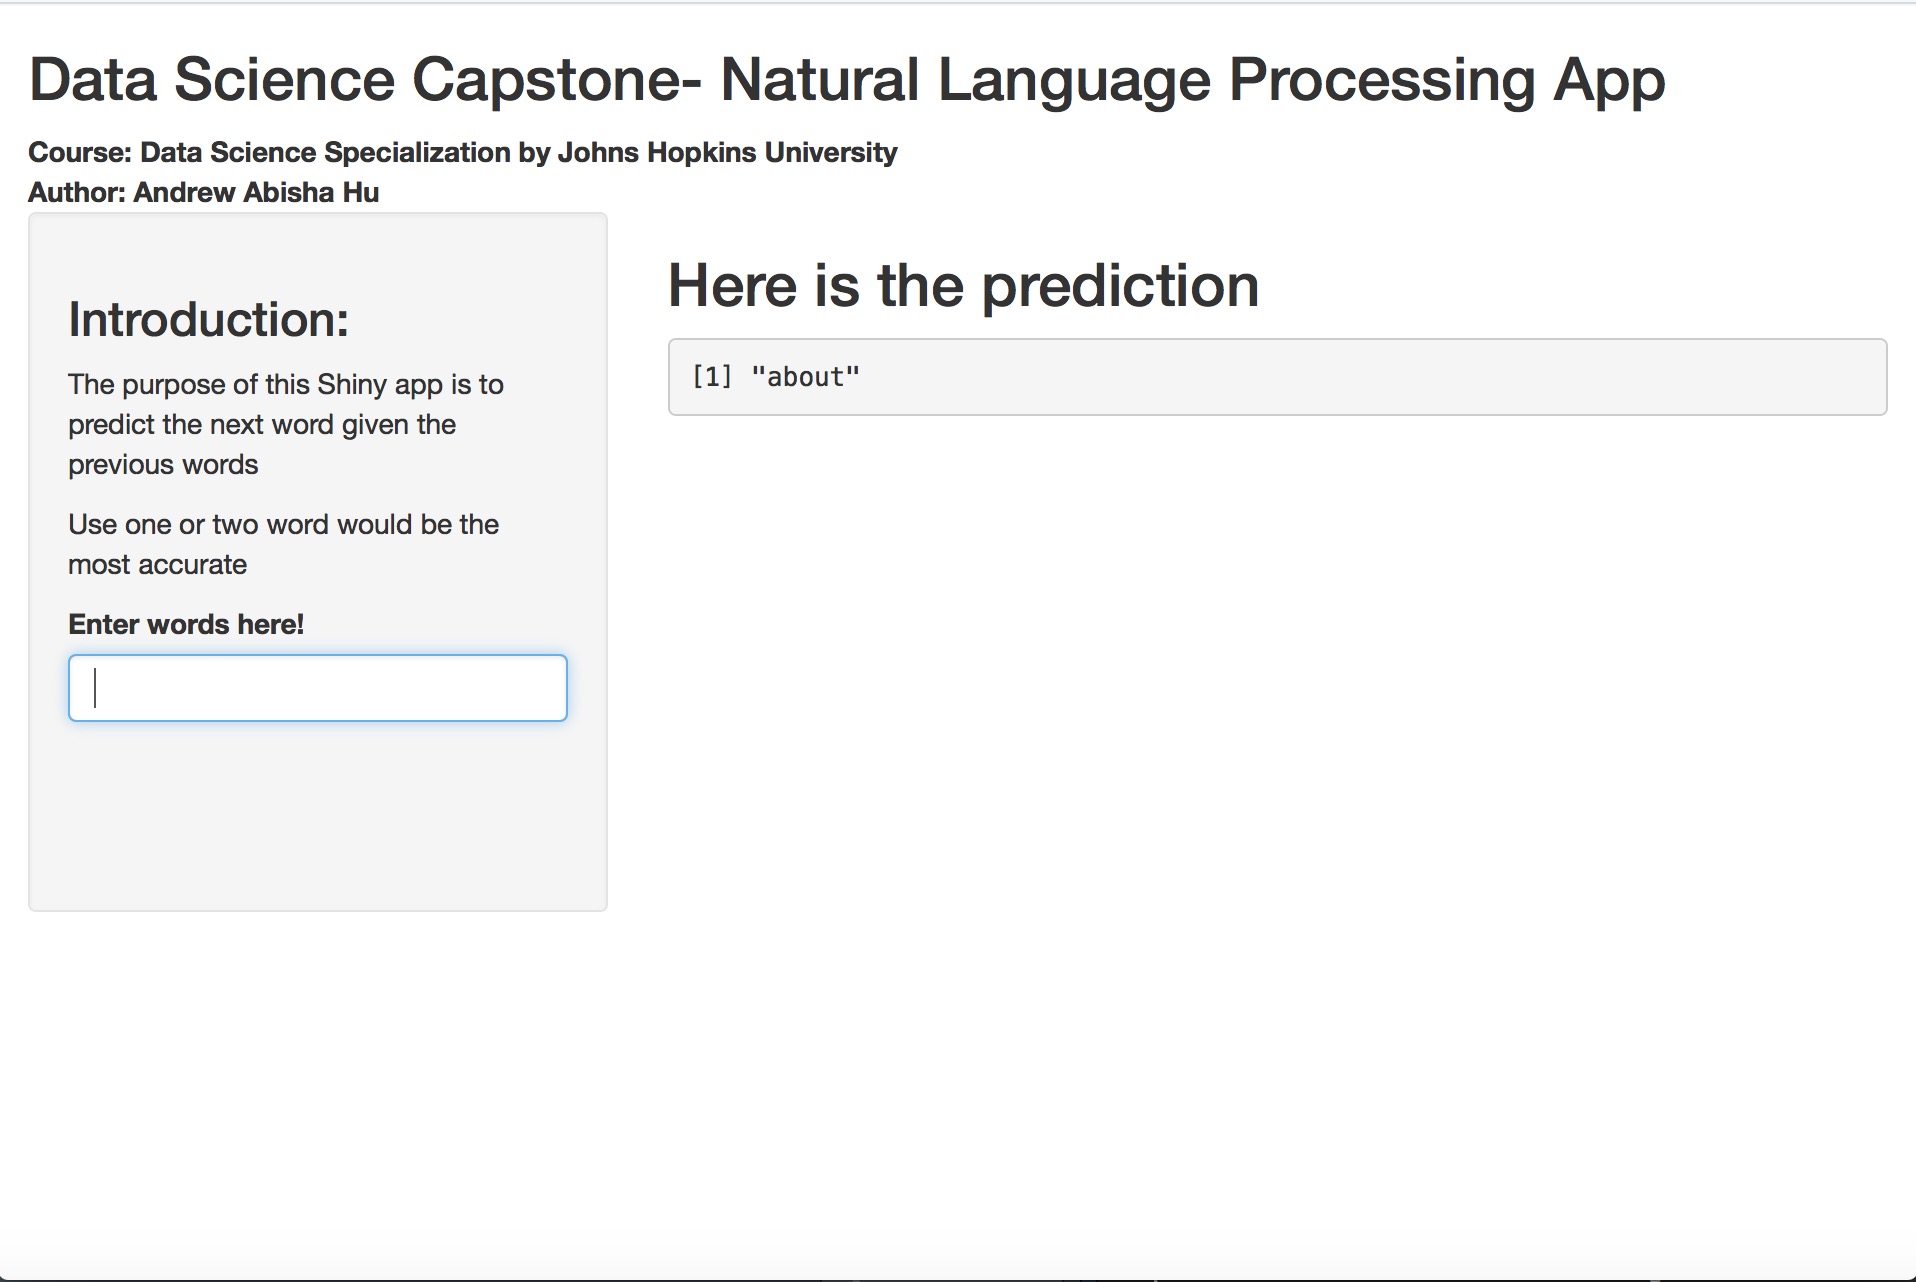 Data Science Capstone- Natural Language Processing App
Course: Data Science Specialization by Johns Hopkins University
Author: Andrew Abisha Hu
Introduction:
The purpose of this Shiny app is to
predict the next word given the
previous words
Use one or two word would be the
most accurate
Enter words here!
Here is the prediction
[1] "about"